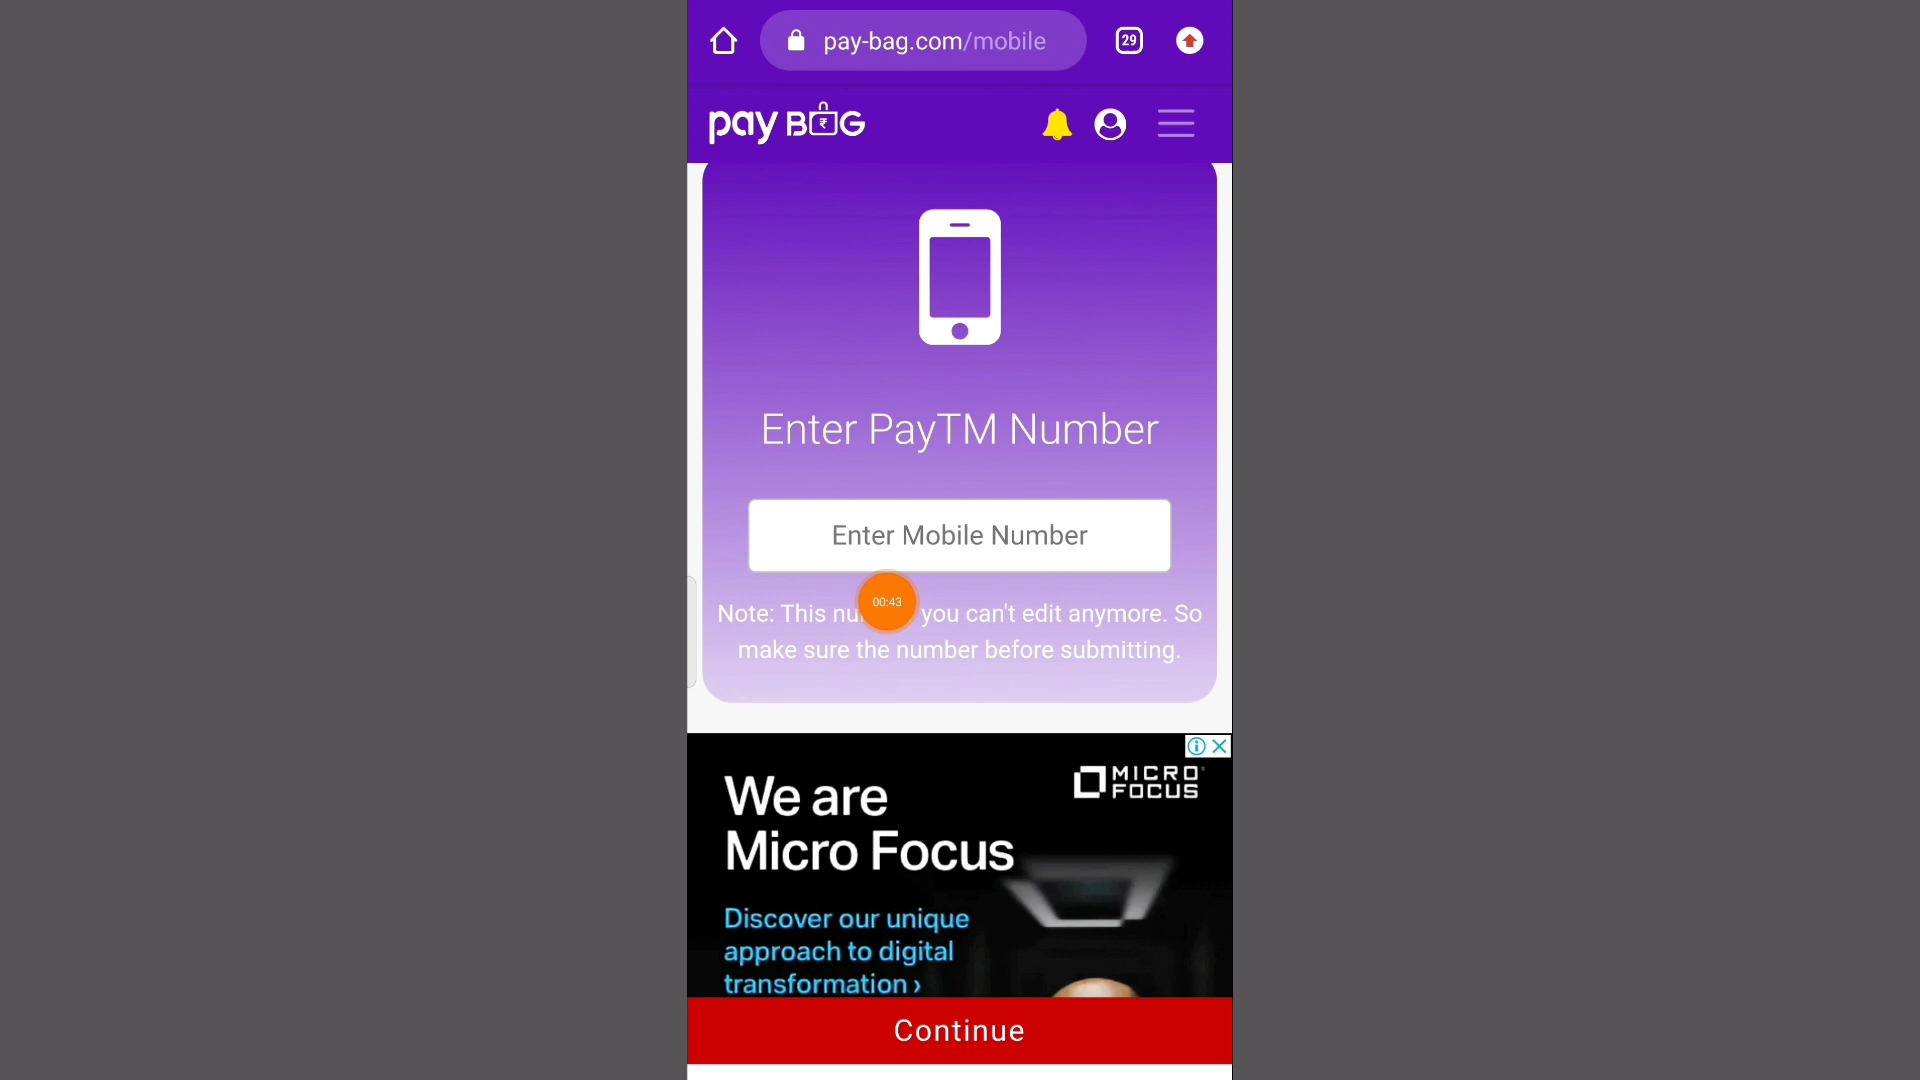 pay-bag.com/mobile
29
pay BAG
Enter PayTM Number
Enter Mobile Number
00:43
Note: This nu you can't edit anymore. So
make sure the number before submitting.
MICRO
FOCUS
We are
Micro Focus
Discover our unique
approach to digital
transformation ›
Continue